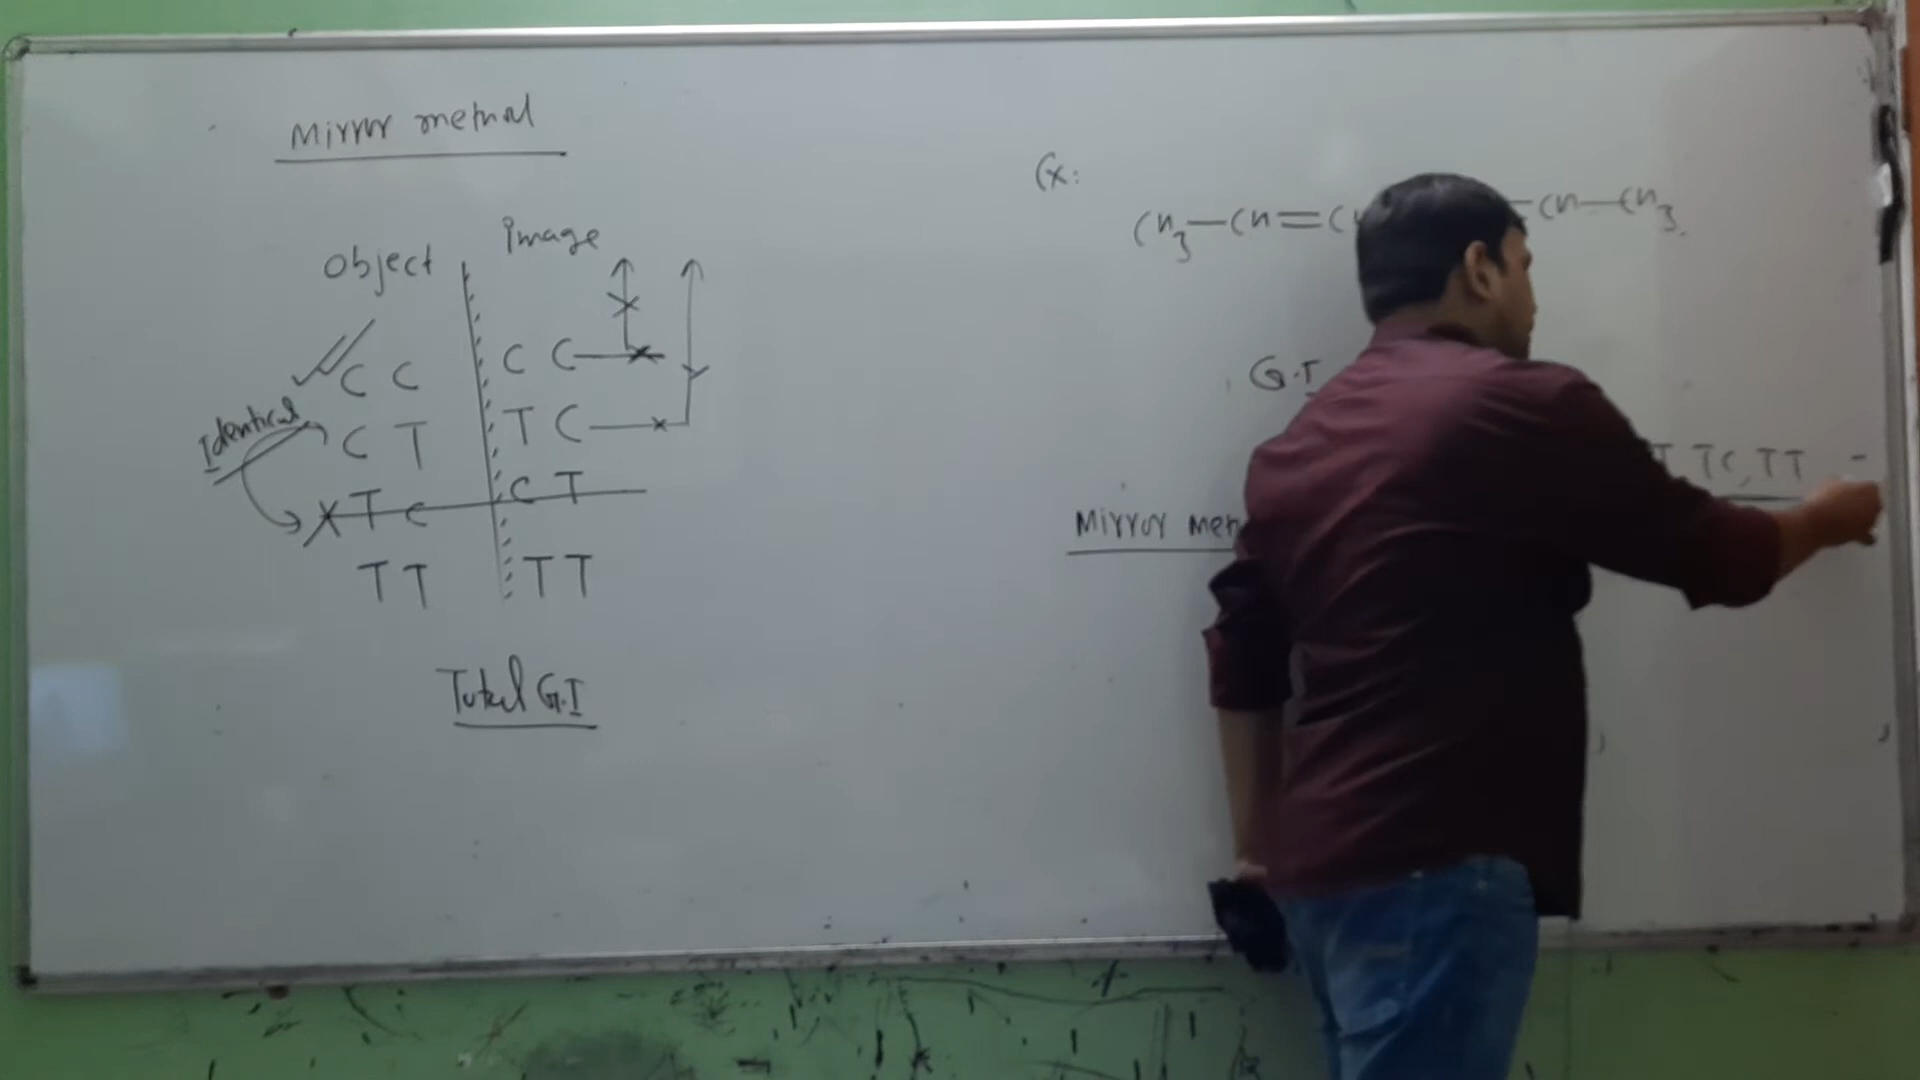 Mirror method
Object Image
C C C C
Identical C T T C
X T C C T
T T T T
Total G.I
Ex:
CH3—CH=C CH—CH3.
G.I
T, TC, TT -
Mirror meth